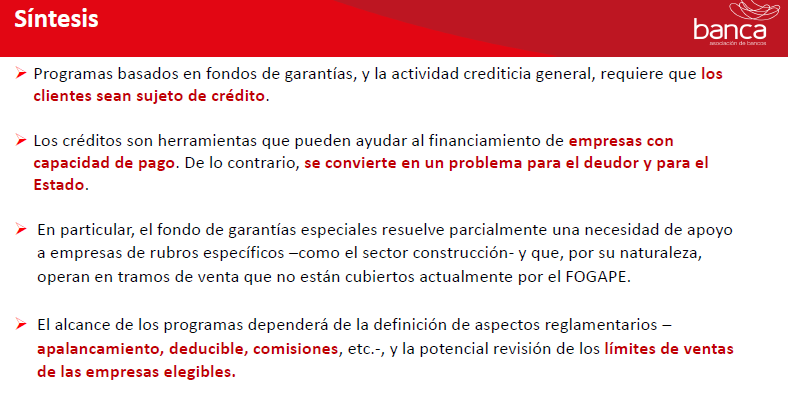 Síntesis
banca
asociación de bancos
➢ Programas basados en fondos de garantías, y la actividad crediticia general, requiere que los
clientes sean sujeto de crédito.
➢ Los créditos son herramientas que pueden ayudar al financiamiento de empresas con
capacidad de pago. De lo contrario, se convierte en un problema para el deudor y para el
Estado.
➢ En particular, el fondo de garantías especiales resuelve parcialmente una necesidad de apoyo
a empresas de rubros específicos –como el sector construcción- y que, por su naturaleza,
operan en tramos de venta que no están cubiertos actualmente por el FOGAPE.
➢ El alcance de los programas dependerá de la definición de aspectos reglamentarios –
apalancamiento, deducible, comisiones, etc.-, y la potencial revisión de los límites de ventas
de las empresas elegibles.